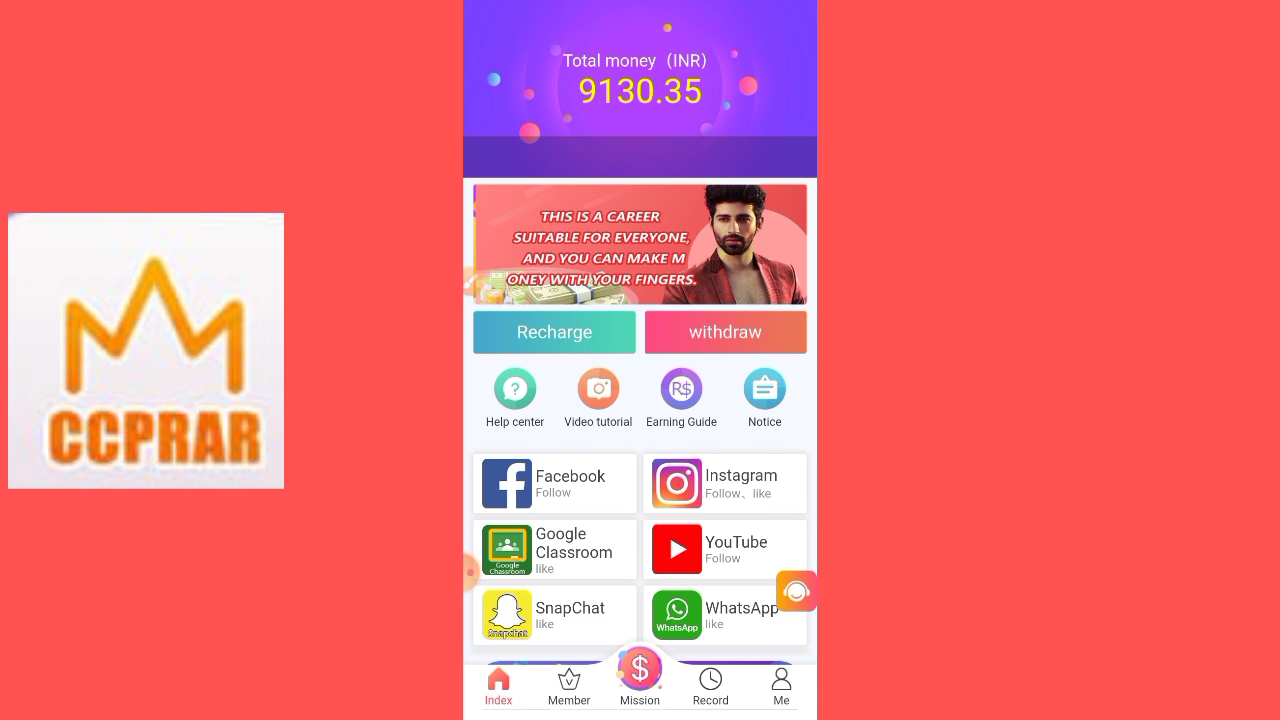 Total money（INR）
9130.35
THIS IS A CAREER
SUITABLE FOR EVERYONE,
AND YOU CAN MAKE M
ONEY WITH YOUR FINGERS.
Recharge
withdraw
?
R$
Help center
Video tutorial
Earning Guide
Notice
CCPRAR
Facebook
Follow
Instagram
Follow、like
Google
Classroom
like
Google
Chassroom
YouTube
Follow
SnapChat
like
Snapchat
WhatsApp
like
WhatsApp
$
Index
Member
Mission
Record
Me